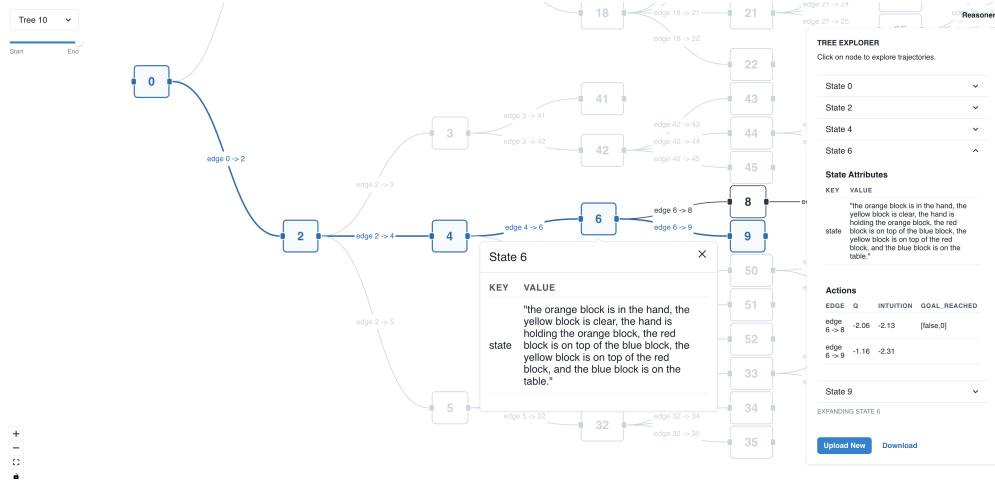 Tree 10
Start End
0
edge 0 -> 2
2
edge 2 -> 3
edge 2 -> 4
edge 2 -> 5
3
4
5
edge 3 -> 41
edge 3 -> 42
edge 4 -> 6
edge 5 -> 32
18
41
42
6
32
edge 18 -> 21
edge 18 -> 22
edge 42 -> 43
edge 42 -> 44
edge 42 -> 45
edge 6 -> 8
edge 6 -> 9
edge 32 -> 34
edge 32 -> 35
21
22
43
44
45
8
9
50
51
52
33
34
35
edge 21 -> 25
State 6
KEY VALUE
state
"the orange block is in the hand, the
yellow block is clear, the hand is
holding the orange block, the red
block is on top of the blue block, the
yellow block is on top of the red
block, and the blue block is on the
table."
Reasoner
TREE EXPLORER
Click on node to explore trajectories.
State 0
State 2
State 4
State 6
State Attributes
KEY VALUE
state
"the orange block is in the hand, the
yellow block is clear, the hand is
holding the orange block, the red
block is on top of the blue block, the
yellow block is on top of the red
block, and the blue block is on the
table."
Actions
EDGE Q INTUITION GOAL_REACHED
edge
6 -> 8 -2.06 -2.13 [false,0]
edge
6 -> 9 -1.16 -2.31
State 9
EXPANDING STATE 6
Upload New Download